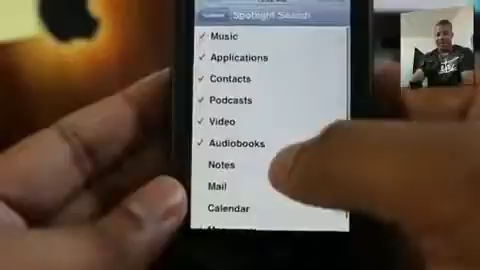 Spotlight Search
✓ Music
✓ Applications
✓ Contacts
✓ Podcasts
✓ Video
✓ Audiobooks
Notes
Mail
Calendar